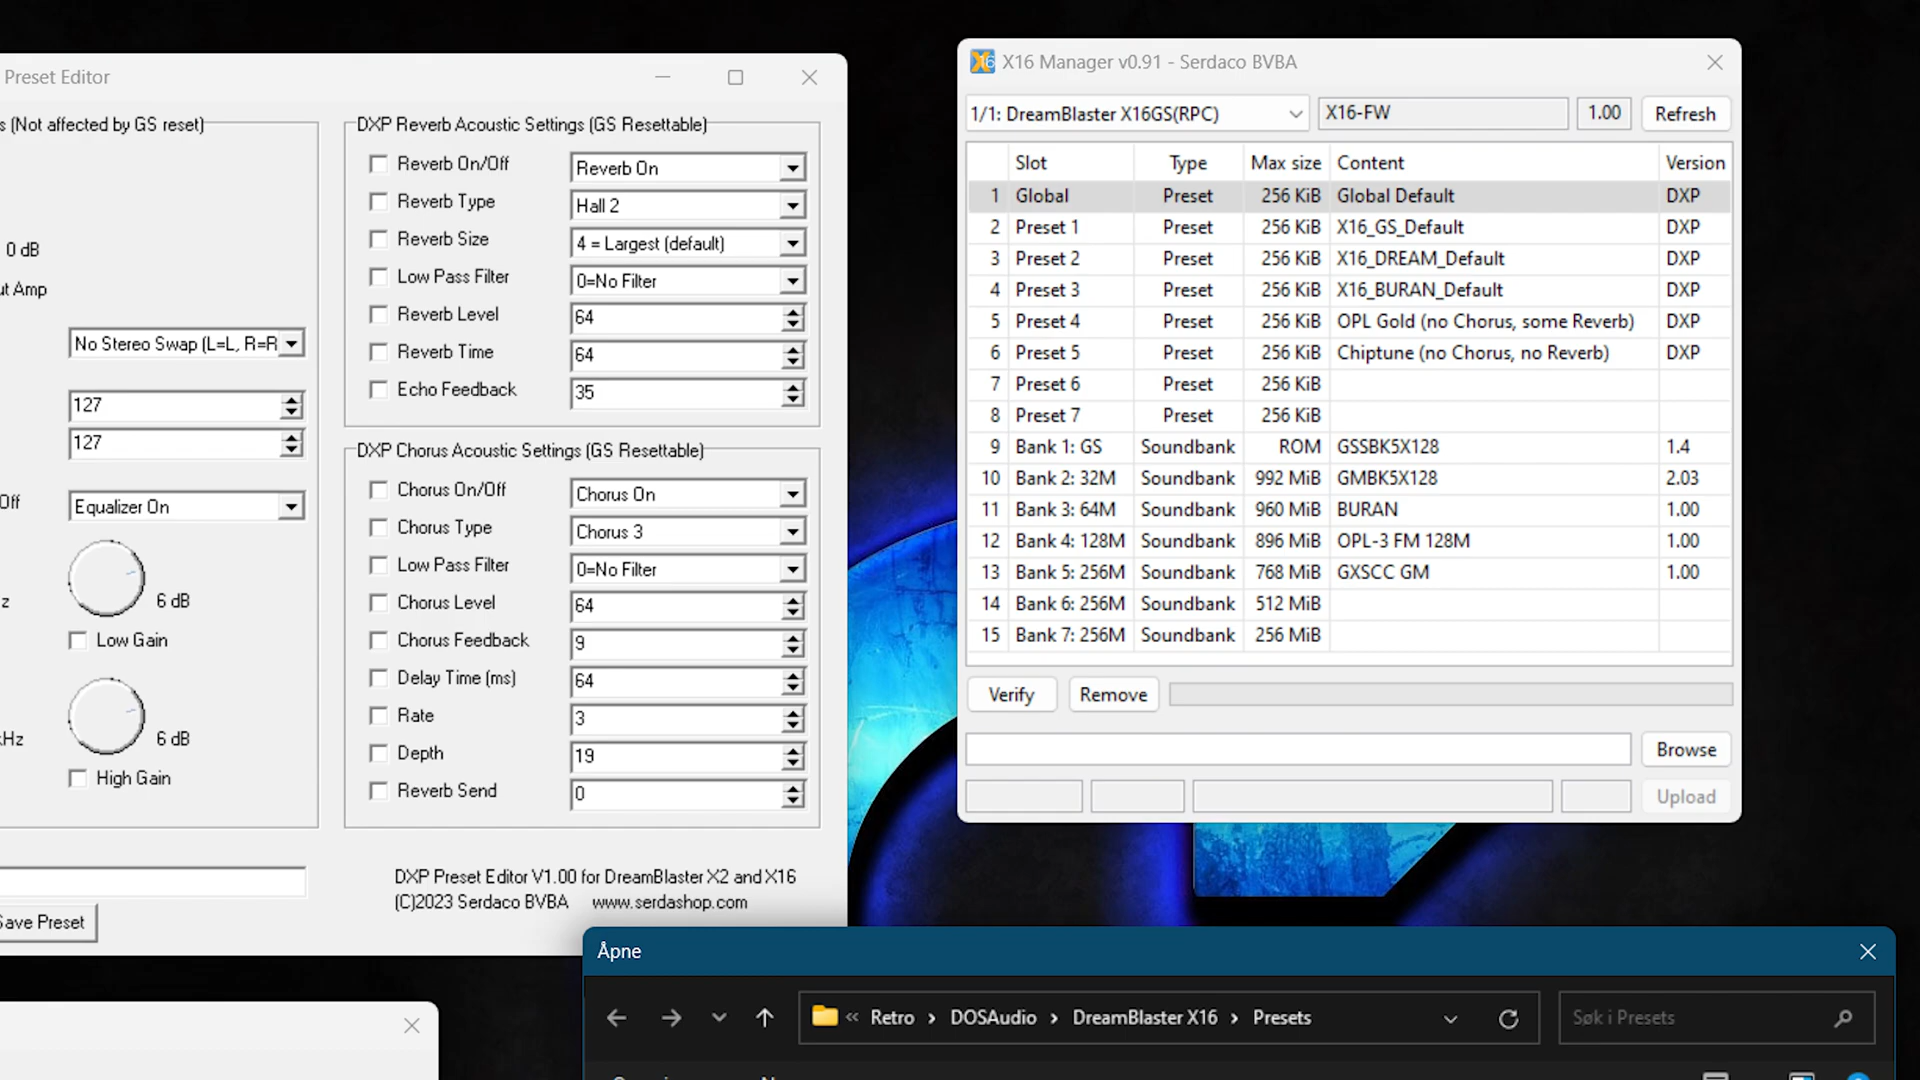 Preset Editor
s (Not affected by GS reset)
0 dB
ut Amp
No Stereo Swap (L=L, R=R
127
127
Off
Equalizer On
z
6 dB
Low Gain
Hz
6 dB
High Gain
Save Preset
DXP Reverb Acoustic Settings (GS Resettable)
Reverb On/Off Reverb On
Reverb Type Hall 2
Reverb Size 4 = Largest (default)
Low Pass Filter 0=No Filter
Reverb Level 64
Reverb Time 64
Echo Feedback 35
DXP Chorus Acoustic Settings (GS Resettable)
Chorus On/Off Chorus On
Chorus Type Chorus 3
Low Pass Filter 0=No Filter
Chorus Level 64
Chorus Feedback 9
Delay Time (ms) 64
Rate 3
Depth 19
Reverb Send 0
DXP Preset Editor V1.00 for DreamBlaster X2 and X16
(C)2023 Serdaco BVBA www.serdashop.com
X16 Manager v0.91 - Serdaco BVBA
1/1: DreamBlaster X16GS(RPC) X16-FW 1.00 Refresh
Slot Type Max size Content Version
1 Global Preset 256 KiB Global Default DXP
2 Preset 1 Preset 256 KiB X16_GS_Default DXP
3 Preset 2 Preset 256 KiB X16_DREAM_Default DXP
4 Preset 3 Preset 256 KiB X16_BURAN_Default DXP
5 Preset 4 Preset 256 KiB OPL Gold (no Chorus, some Reverb) DXP
6 Preset 5 Preset 256 KiB Chiptune (no Chorus, no Reverb) DXP
7 Preset 6 Preset 256 KiB
8 Preset 7 Preset 256 KiB
9 Bank 1: GS Soundbank ROM GSSBK5X128 1.4
10 Bank 2: 32M Soundbank 992 MiB GMBK5X128 2.03
11 Bank 3: 64M Soundbank 960 MiB BURAN 1.00
12 Bank 4: 128M Soundbank 896 MiB OPL-3 FM 128M 1.00
13 Bank 5: 256M Soundbank 768 MiB GXSCC GM 1.00
14 Bank 6: 256M Soundbank 512 MiB
15 Bank 7: 256M Soundbank 256 MiB
Verify Remove
Browse
Upload
Åpne
« Retro › DOSAudio › DreamBlaster X16 › Presets
Søk i Presets